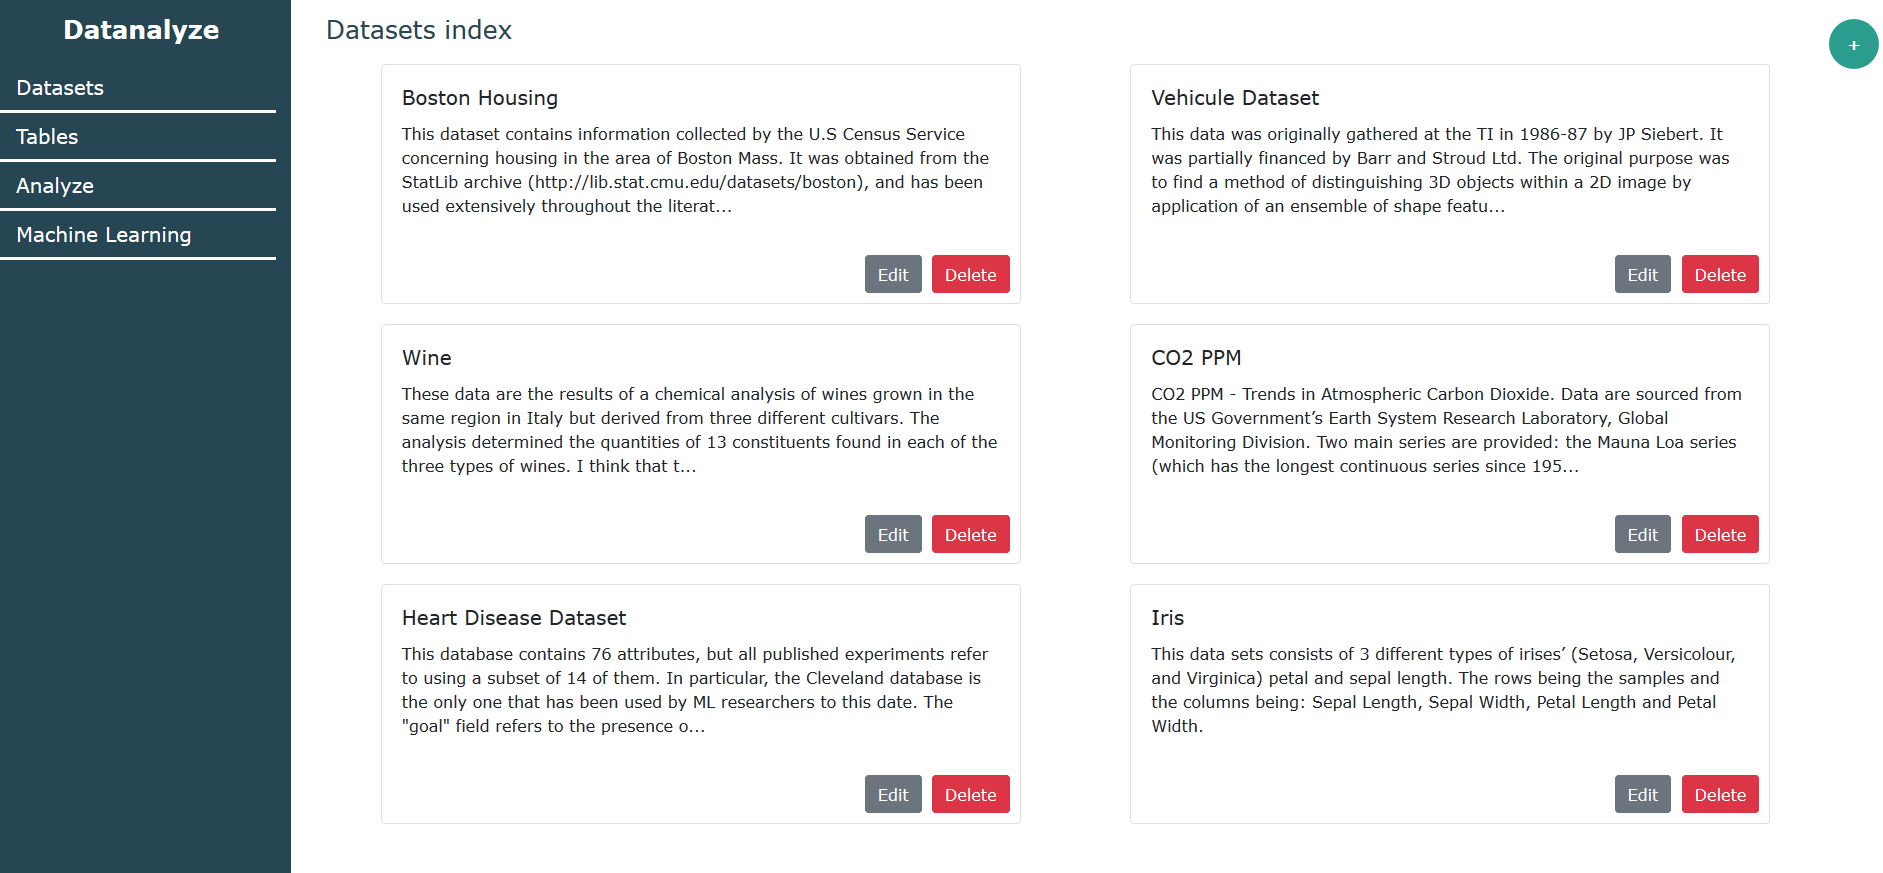 Datanalyze
Datasets
Tables
Analyze
Machine Learning
Datasets index
+
Boston Housing
This dataset contains information collected by the U.S Census Service
concerning housing in the area of Boston Mass. It was obtained from the
StatLib archive (http://lib.stat.cmu.edu/datasets/boston), and has been
used extensively throughout the literat...
Edit Delete
Vehicule Dataset
This data was originally gathered at the TI in 1986-87 by JP Siebert. It
was partially financed by Barr and Stroud Ltd. The original purpose was
to find a method of distinguishing 3D objects within a 2D image by
application of an ensemble of shape featu...
Edit Delete
Wine
These data are the results of a chemical analysis of wines grown in the
same region in Italy but derived from three different cultivars. The
analysis determined the quantities of 13 constituents found in each of the
three types of wines. I think that t...
Edit Delete
CO2 PPM
CO2 PPM - Trends in Atmospheric Carbon Dioxide. Data are sourced from
the US Government’s Earth System Research Laboratory, Global
Monitoring Division. Two main series are provided: the Mauna Loa series
(which has the longest continuous series since 195...
Edit Delete
Heart Disease Dataset
This database contains 76 attributes, but all published experiments refer
to using a subset of 14 of them. In particular, the Cleveland database is
the only one that has been used by ML researchers to this date. The
"goal" field refers to the presence o...
Edit Delete
Iris
This data sets consists of 3 different types of irises’ (Setosa, Versicolour,
and Virginica) petal and sepal length. The rows being the samples and
the columns being: Sepal Length, Sepal Width, Petal Length and Petal
Width.
Edit Delete